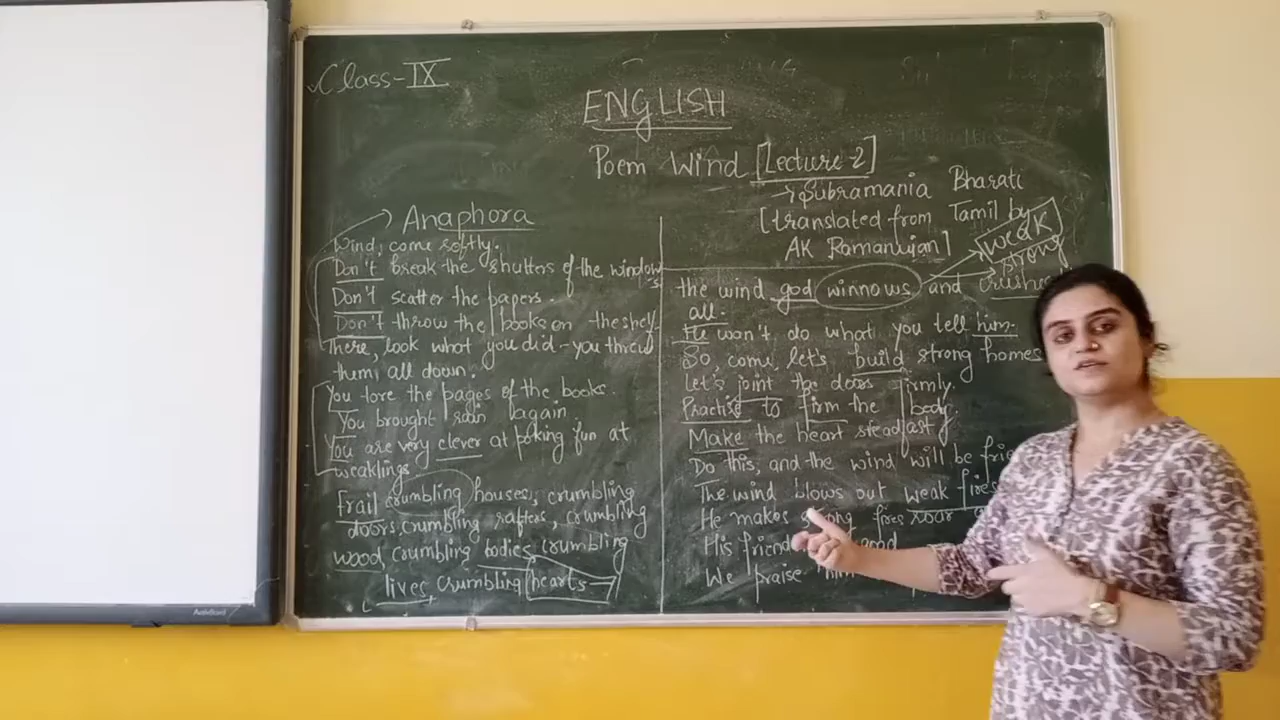 Class-IX
ENGLISH
Poem Wind [Lecture-2]
→ Subramania Bharati
[translated from Tamil by
AK Ramanujan]
→ Anaphora
Wind, come softly.
Don't break the shutters of the windows
Don't scatter the papers.
Don't throw the books on the shelf.
There, look what you did - you threw
them all down.
You tore the pages of the books.
You brought rain again.
You are very clever at poking fun at
weaklings
Frail crumbling houses, crumbling
doors, crumbling rafters, crumbling
wood, crumbling bodies, crumbling
lives, crumbling hearts
weak
strong
the wind god winnows and crushes
all.
He won't do what you tell him.
So, come, let's build strong homes
Let's joint the doors firmly.
Practise to firm the body.
Make the heart steadfast
Do this, and the wind will be
The wind blows out weak fires
He makes strong fires roar
His
We praise him